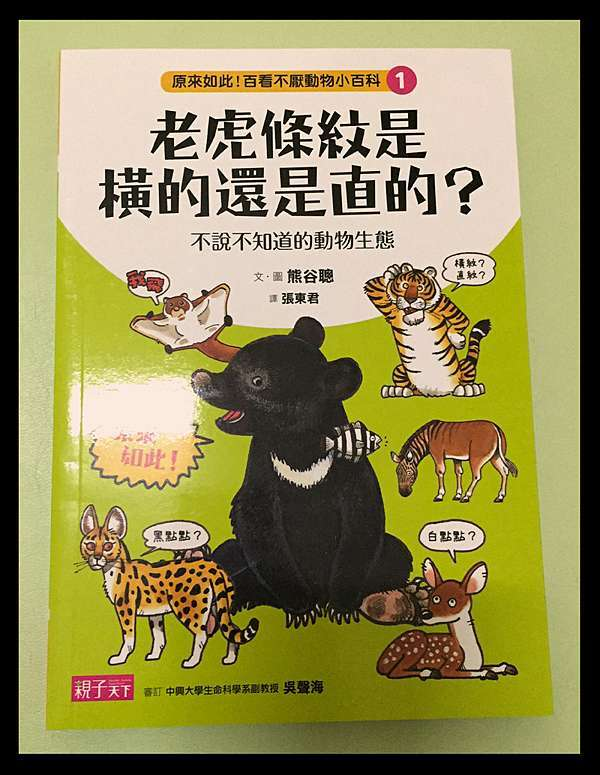 原來如此!百看不厭動物小百科 1
老虎條紋是
橫的還是直的?
不說不知道的動物生態
文・圖 熊谷聰
譯 張東君
我飛
橫紋?
直紋?
如此!
黑點點?
白點點?
親子天下
審訂 中興大學生命科學系副教授 吳聲海